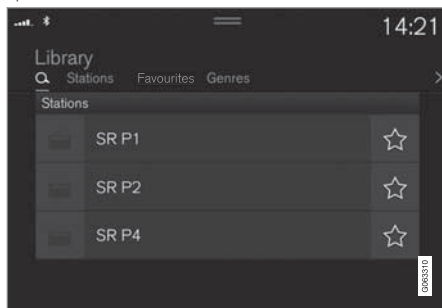 14:21
Library
Stations Favourites Genres
Stations
SR P1
SR P2
SR P4
G063310